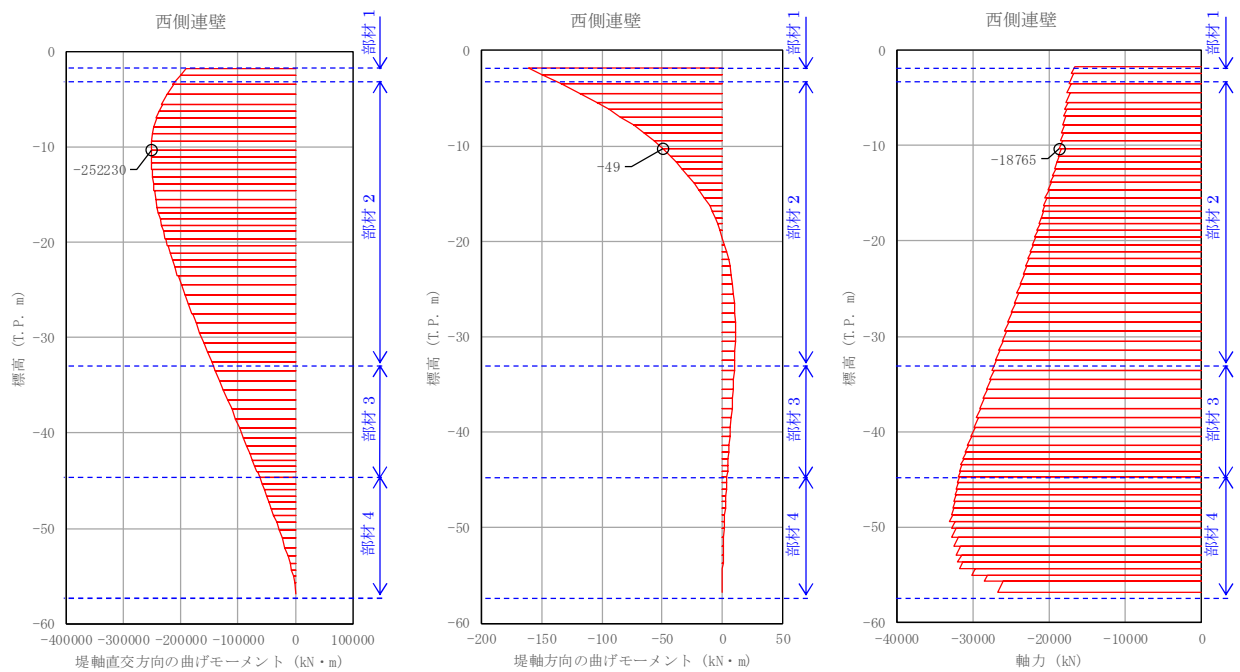 西側連壁
部材 1
0
-10
-252230
部材 2
-20
標高 (T.P. m)
-30
部材 3
-40
-50
部材 4
-60
-400000 -300000 -200000 -100000 0 100000
堤軸直交方向の曲げモーメント (kN・m)
西側連壁
部材 1
0
-10
-49
部材 2
-20
標高 (T.P. m)
-30
部材 3
-40
-50
部材 4
-60
-200 -150 -100 -50 0 50
堤軸方向の曲げモーメント (kN・m)
西側連壁
部材 1
0
-10
-18765
部材 2
-20
標高 (T.P. m)
-30
部材 3
-40
-50
部材 4
-60
-40000 -30000 -20000 -10000 0
軸力 (kN)